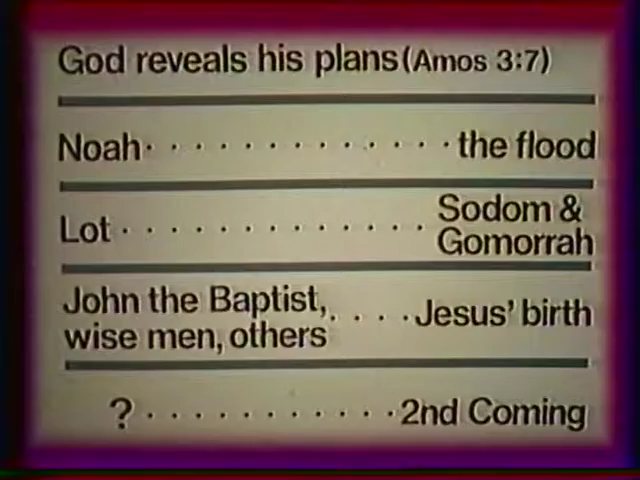 God reveals his plans (Amos 3:7)
Noah · · · · · · · · · · · · · the flood
Lot · · · · · · · · · · · · · Sodom &
Gomorrah
John the Baptist, . . . . Jesus' birth
wise men, others
? · · · · · · · · · · · · 2nd Coming